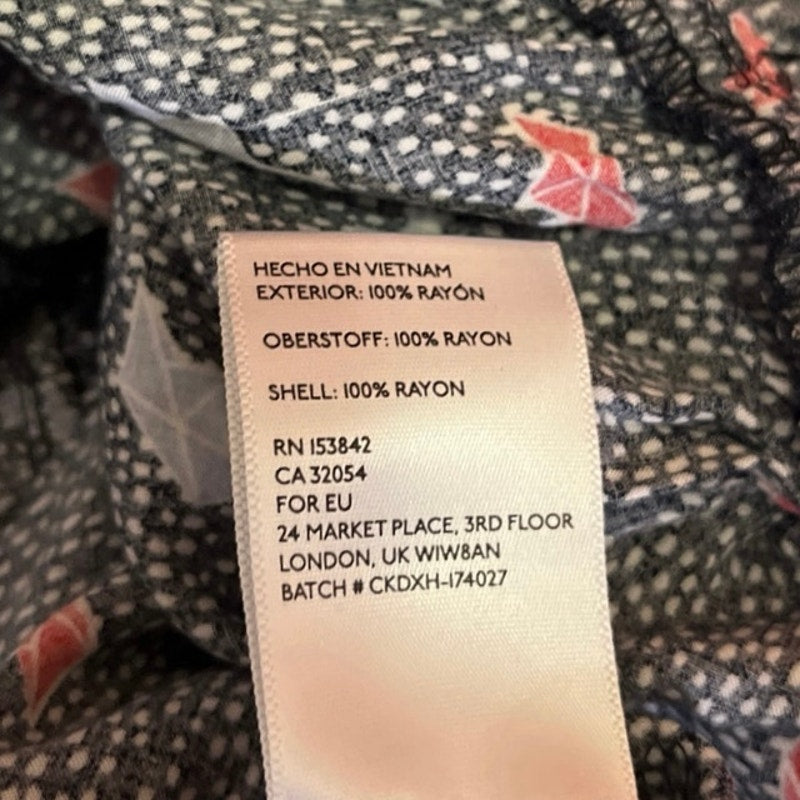 HECHO EN VIETNAM
EXTERIOR: 100% RAYÓN
OBERSTOFF: 100% RAYON
SHELL: 100% RAYON
RN 153842
CA 32054
FOR EU
24 MARKET PLACE, 3RD FLOOR
LONDON, UK W1W8AN
BATCH # CKDXH-174027